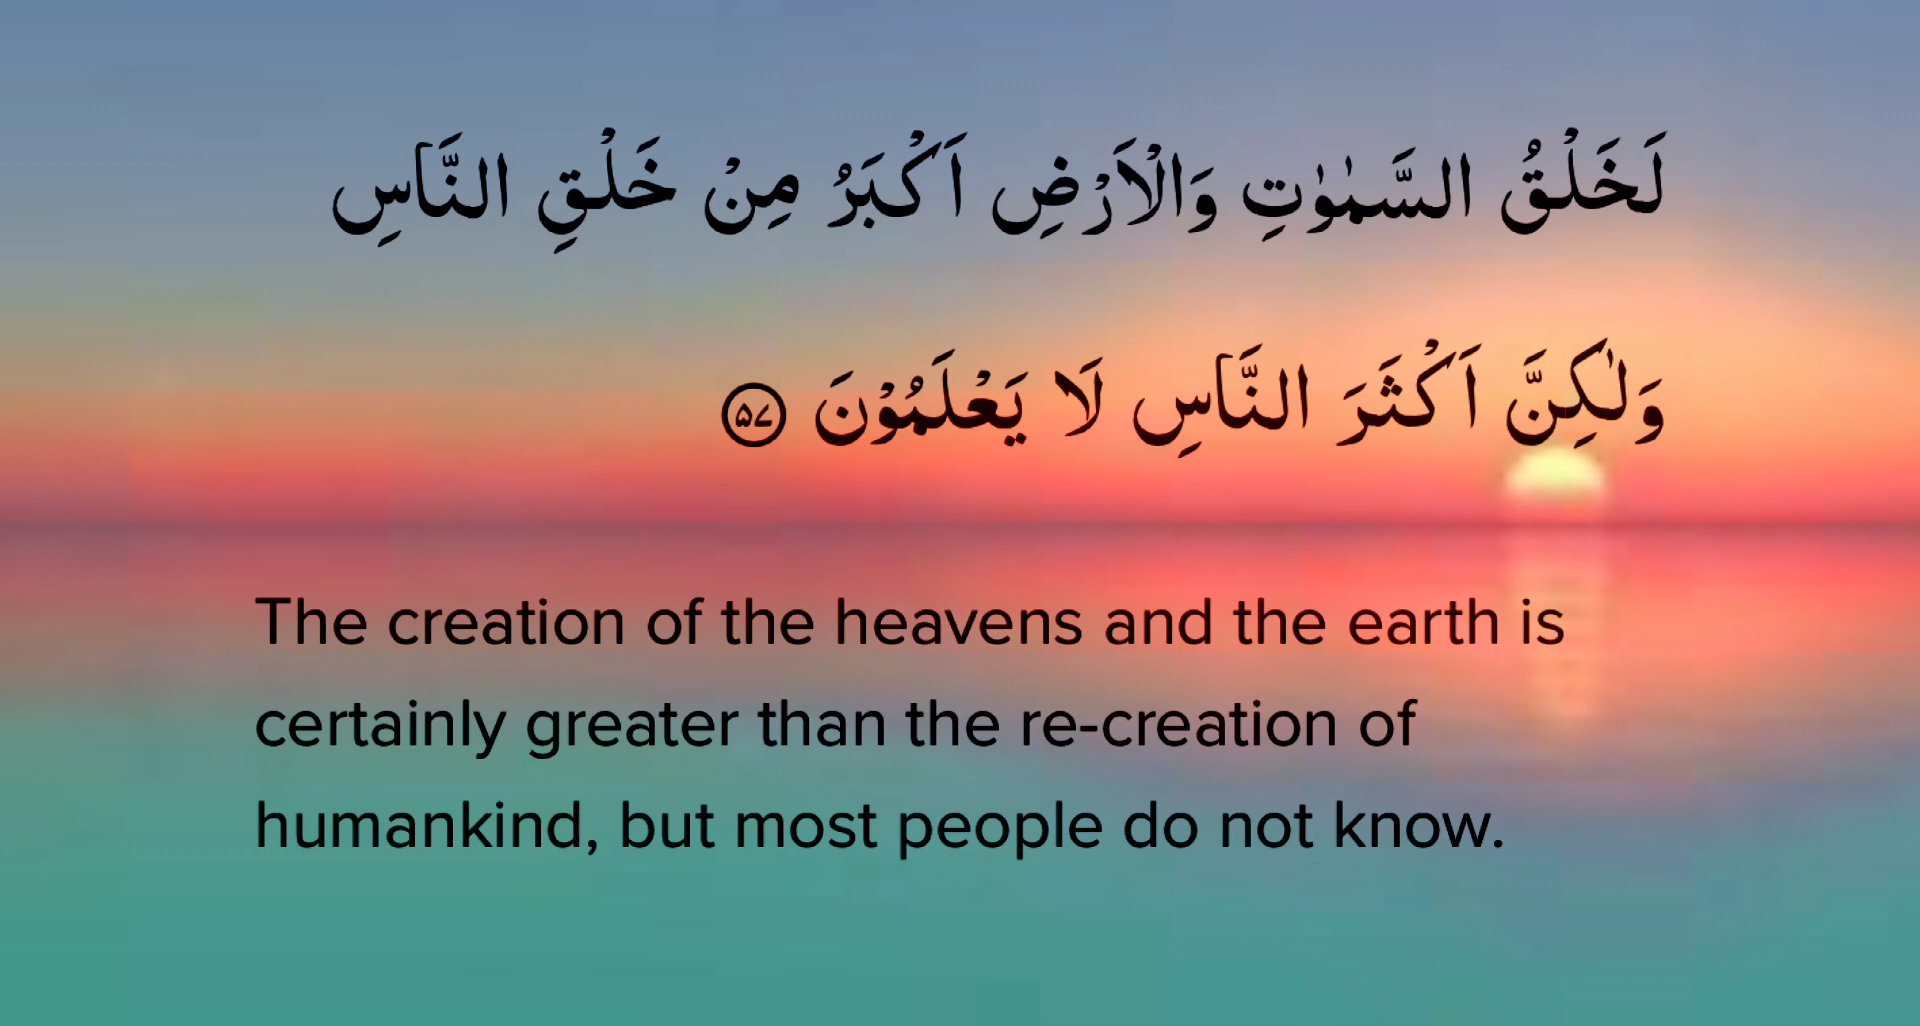 لَخَلْقُ السَّمٰوٰتِ وَالْاَرْضِ اَكْبَرُ مِنْ خَلْقِ النَّاسِ
وَلٰكِنَّ اَكْثَرَ النَّاسِ لَا يَعْلَمُوْنَ ۵۷
The creation of the heavens and the earth is
certainly greater than the re-creation of
humankind, but most people do not know.